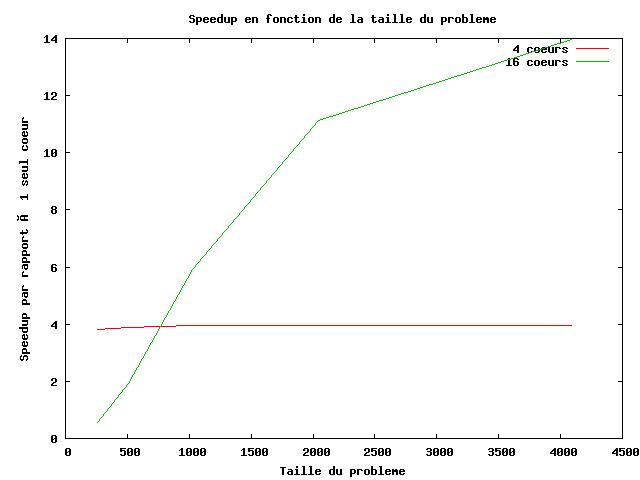 Speedup en fonction de la taille du probleme
14
12
10
8
6
4
2
0
Speedup par rapport Ã 1 seul coeur
4 coeurs
16 coeurs
0 500 1000 1500 2000 2500 3000 3500 4000 4500
Taille du probleme